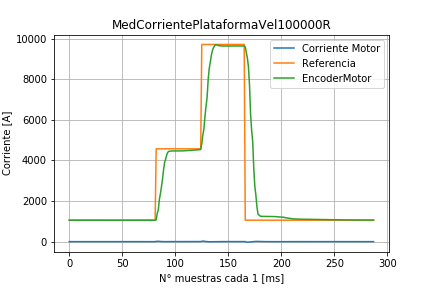 MedCorrientePlataformaVel100000R
Corriente Motor
Referencia
EncoderMotor
Corriente [A]
10000
8000
6000
4000
2000
0
0 50 100 150 200 250 300
N° muestras cada 1 [ms]